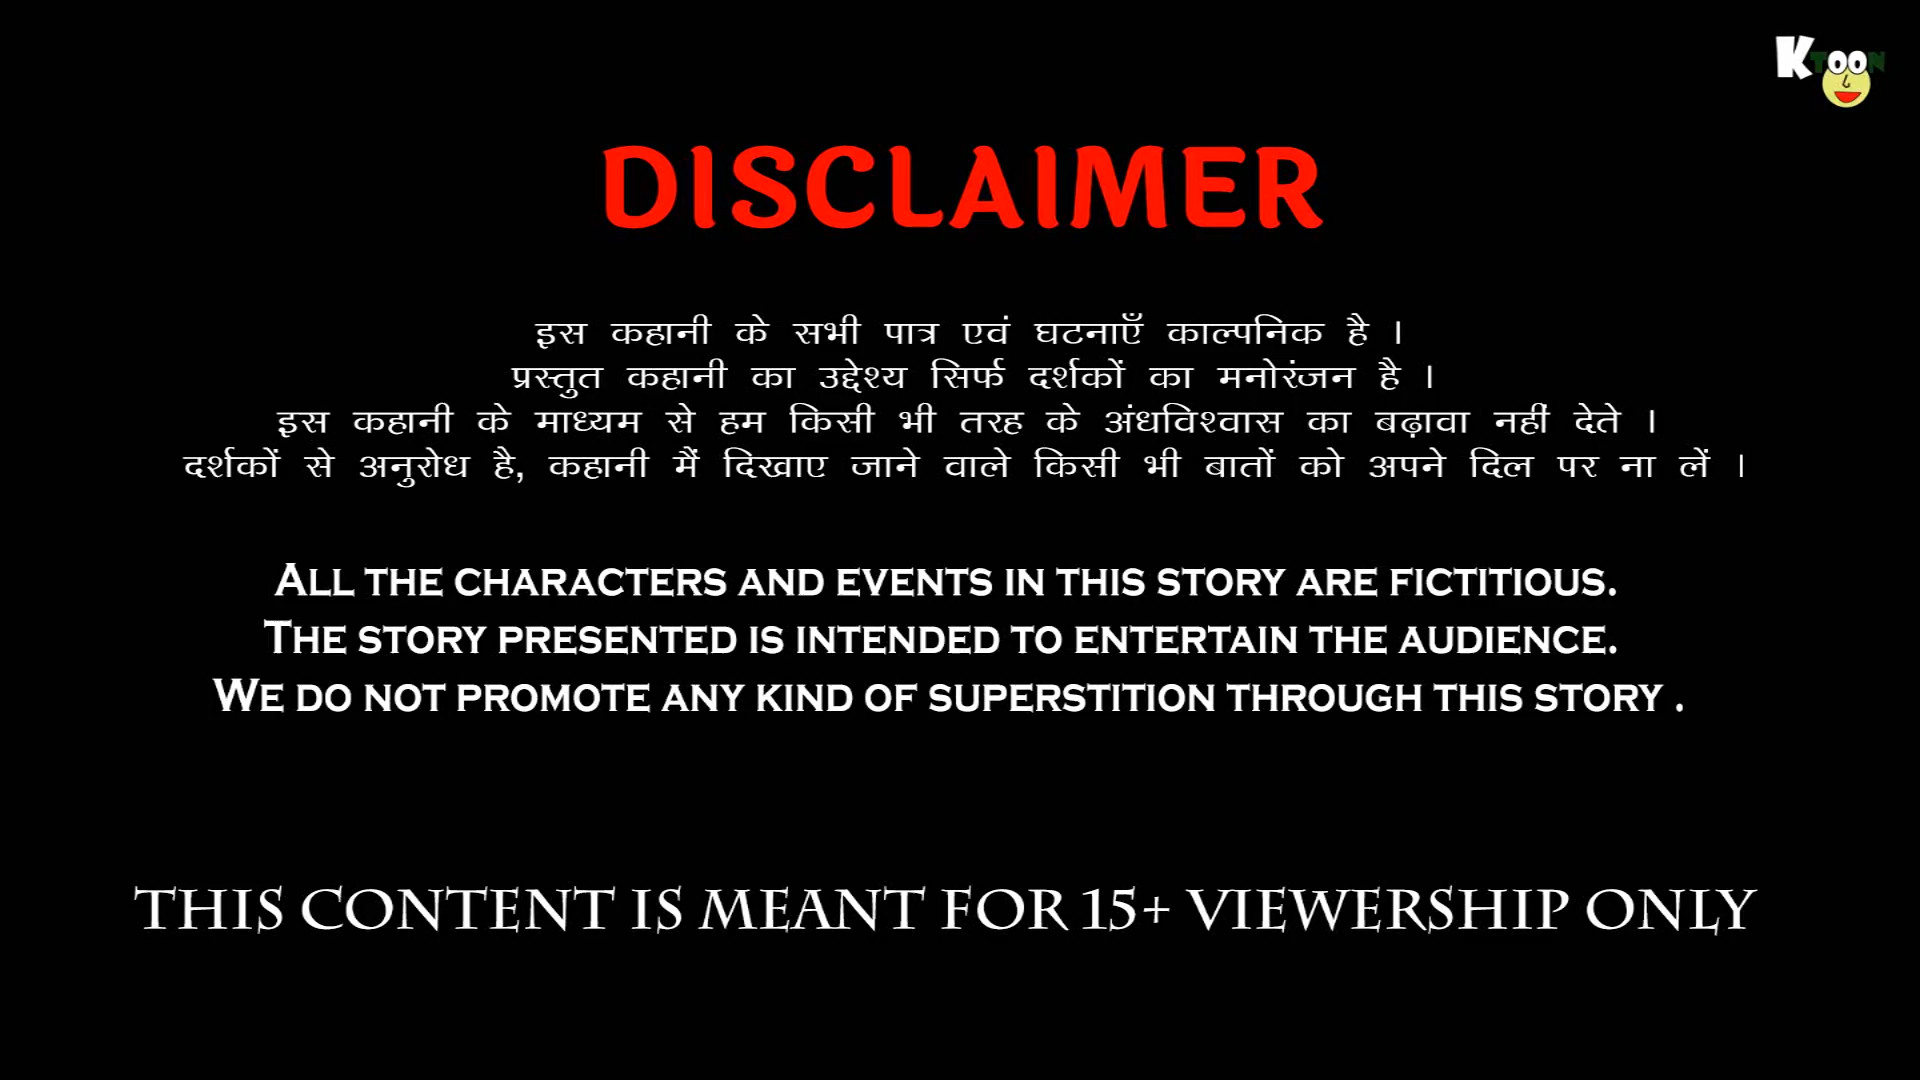 KTOON
DISCLAIMER
इस कहानी के सभी पात्र एवं घटनाएँ काल्पनिक है ।
प्रस्तुत कहानी का उद्देश्य सिर्फ दर्शकों का मनोरंजन है ।
इस कहानी के माध्यम से हम किसी भी तरह के अंधविश्वास का बढ़ावा नहीं देते ।
दर्शकों से अनुरोध है, कहानी मैं दिखाए जाने वाले किसी भी बातों को अपने दिल पर ना लें ।
ALL THE CHARACTERS AND EVENTS IN THIS STORY ARE FICTITIOUS.
THE STORY PRESENTED IS INTENDED TO ENTERTAIN THE AUDIENCE.
WE DO NOT PROMOTE ANY KIND OF SUPERSTITION THROUGH THIS STORY .
THIS CONTENT IS MEANT FOR 15+ VIEWERSHIP ONLY